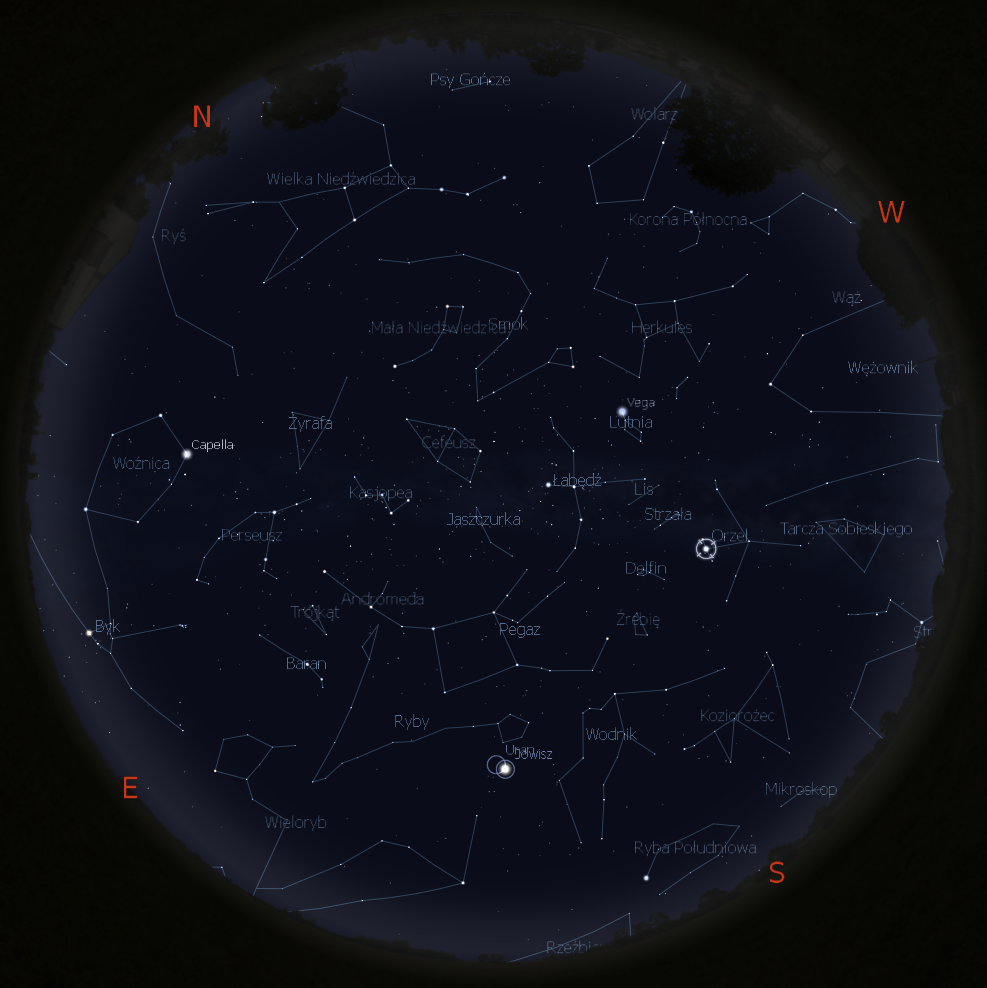 Psy Gończe
Wolarz
N
Wielka Niedźwiedzica
W
Korona Północna
Ryś
Wąż
Mała Niedźwiedzica
Smok
Herkules
Wężownik
Vega
Żyrafa
Lutnia
Capella
Cefeusz
Woźnica
Łabędź
Kasjopea
Lis
Jaszczurka
Strzała
Perseusz
Orzeł
Tarcza Sobieskiego
Delfin
Andromeda
Trójkąt
Źrebię
Byk
Pegaz
Baran
Koziorożec
Ryby
Wodnik
Uran
Jowisz
E
Mikroskop
Wieloryb
Ryba Południowa
S